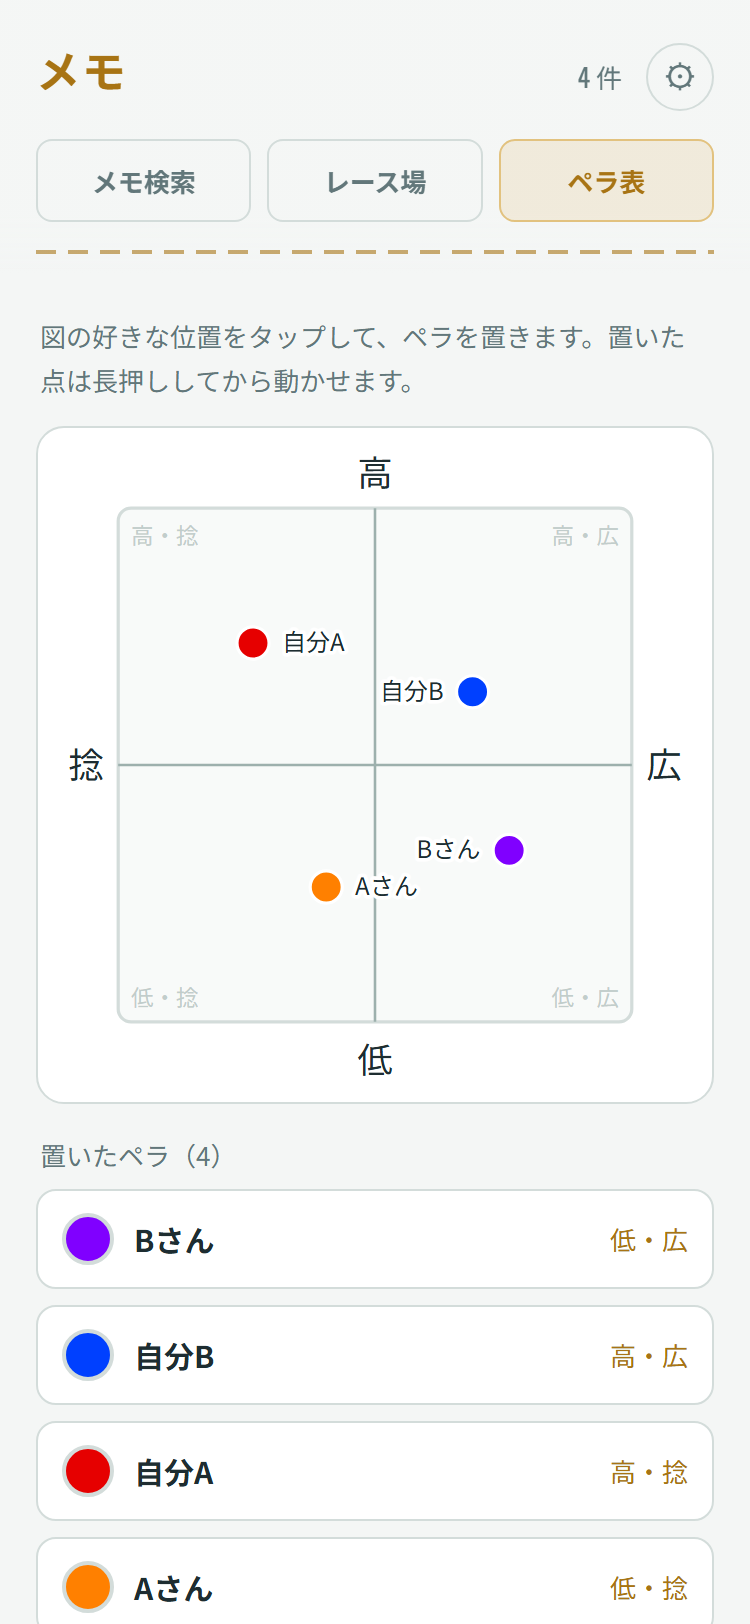 メモ
4 件
メモ検索
レース場
ペラ表
図の好きな位置をタップして、ペラを置きます。置いた
点は長押ししてから動かせます。
高
高・捻
高・広
自分A
自分B
捻
広
Bさん
Aさん
低・捻
低・広
低
置いたペラ（4）
Bさん
低・広
自分B
高・広
自分A
高・捻
Aさん
低・捻